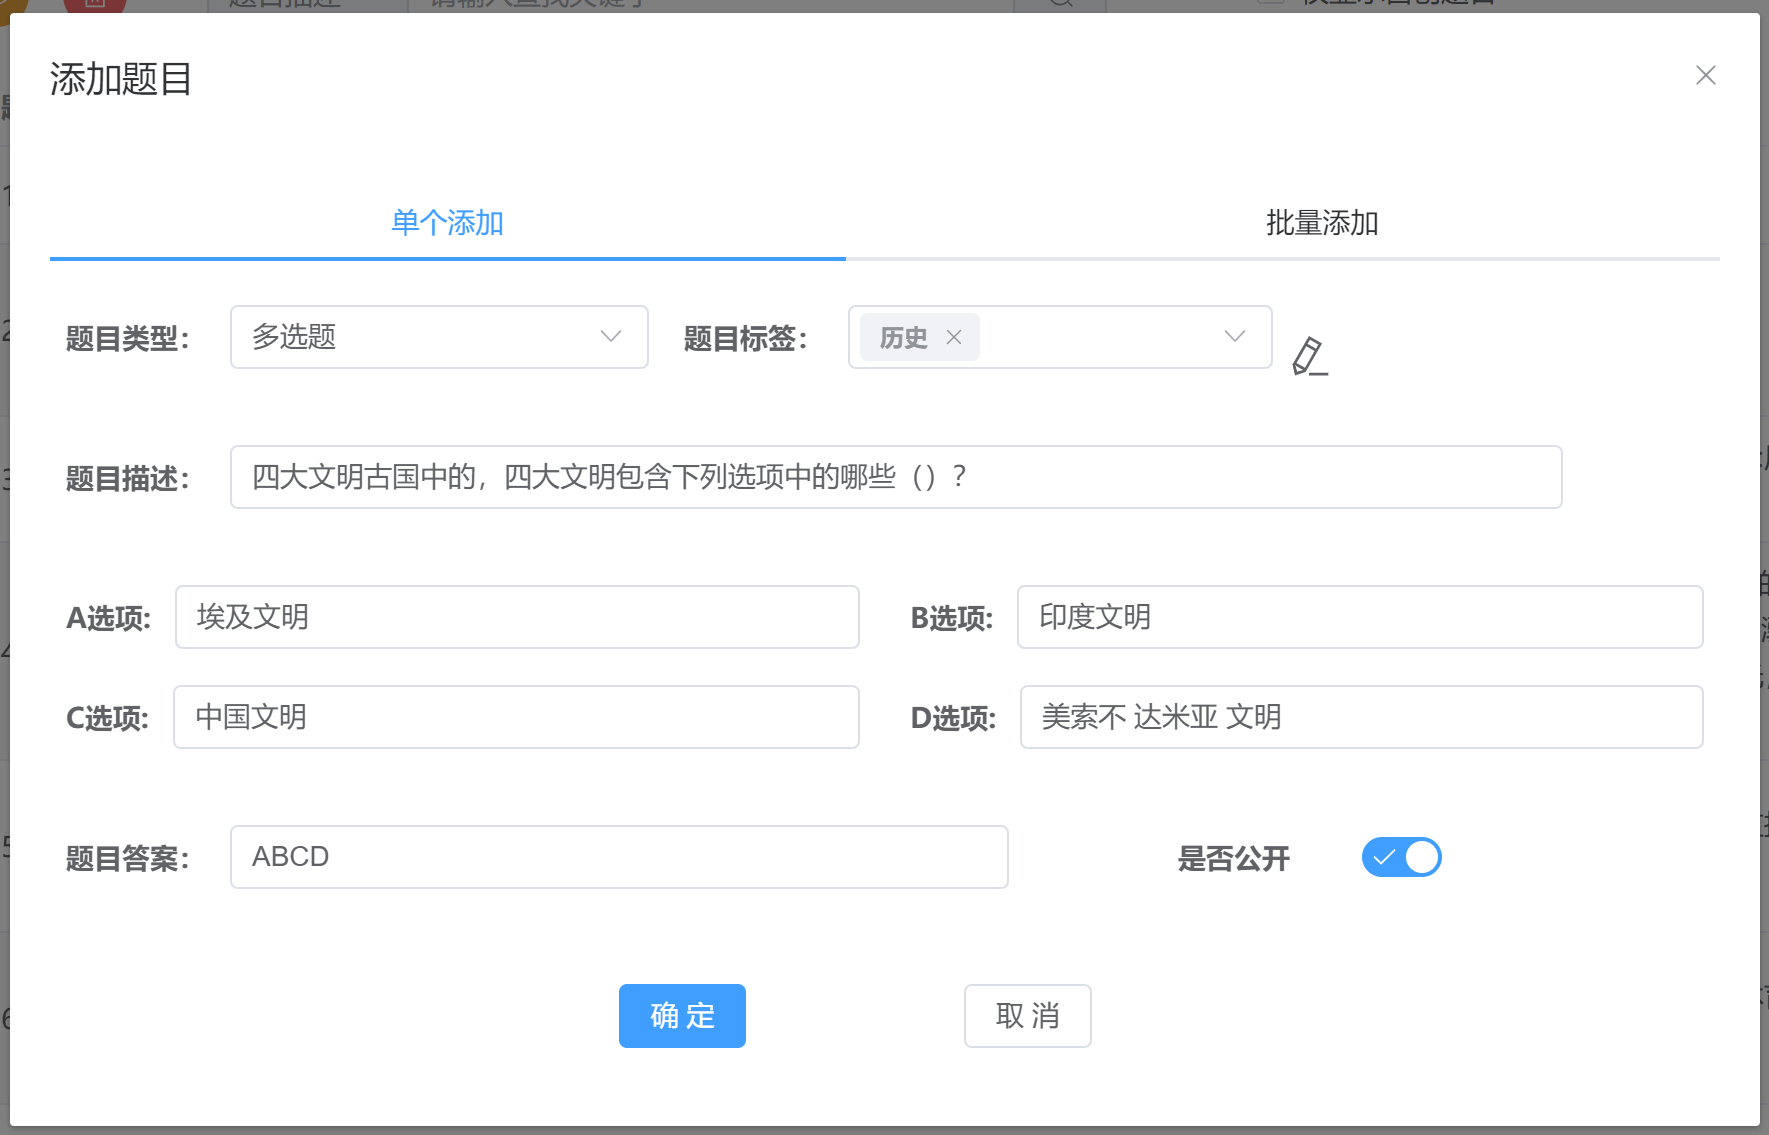 添加题目
单个添加 批量添加
题目类型： 多选题 题目标签： 历史
题目描述： 四大文明古国中的，四大文明包含下列选项中的哪些（）？
A选项: 埃及文明 B选项: 印度文明
C选项: 中国文明 D选项: 美索不 达米亚 文明
题目答案： ABCD 是否公开
确 定 取 消